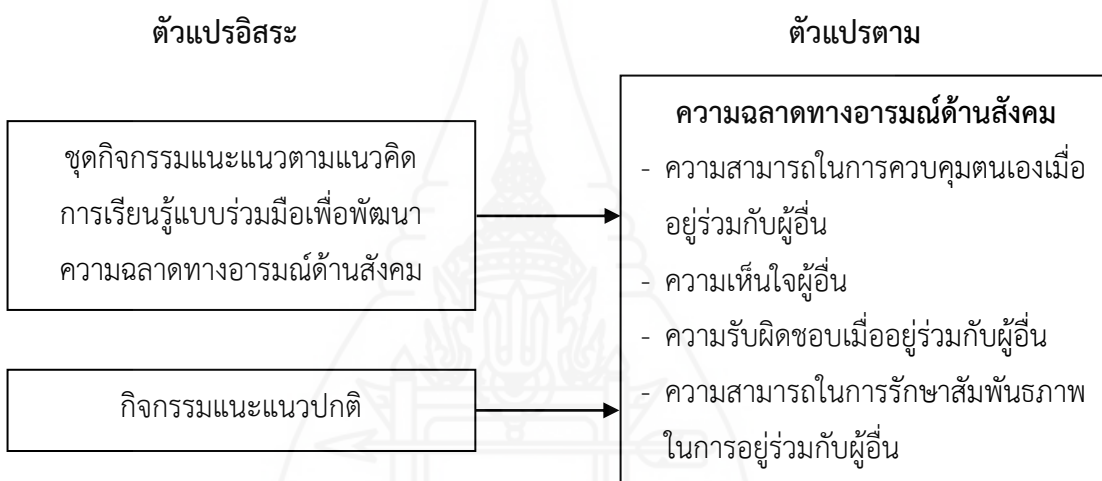 ตัวแปรอิสระ
ตัวแปรตาม
ชุดกิจกรรมแนะแนวตามแนวคิด
การเรียนรู้แบบร่วมมือเพื่อพัฒนา
ความฉลาดทางอารมณ์ด้านสังคม
กิจกรรมแนะแนวปกติ
ความฉลาดทางอารมณ์ด้านสังคม
- ความสามารถในการควบคุมตนเองเมื่อ
อยู่ร่วมกับผู้อื่น
- ความเห็นใจผู้อื่น
- ความรับผิดชอบเมื่ออยู่ร่วมกับผู้อื่น
- ความสามารถในการรักษาสัมพันธภาพ
ในการอยู่ร่วมกับผู้อื่น